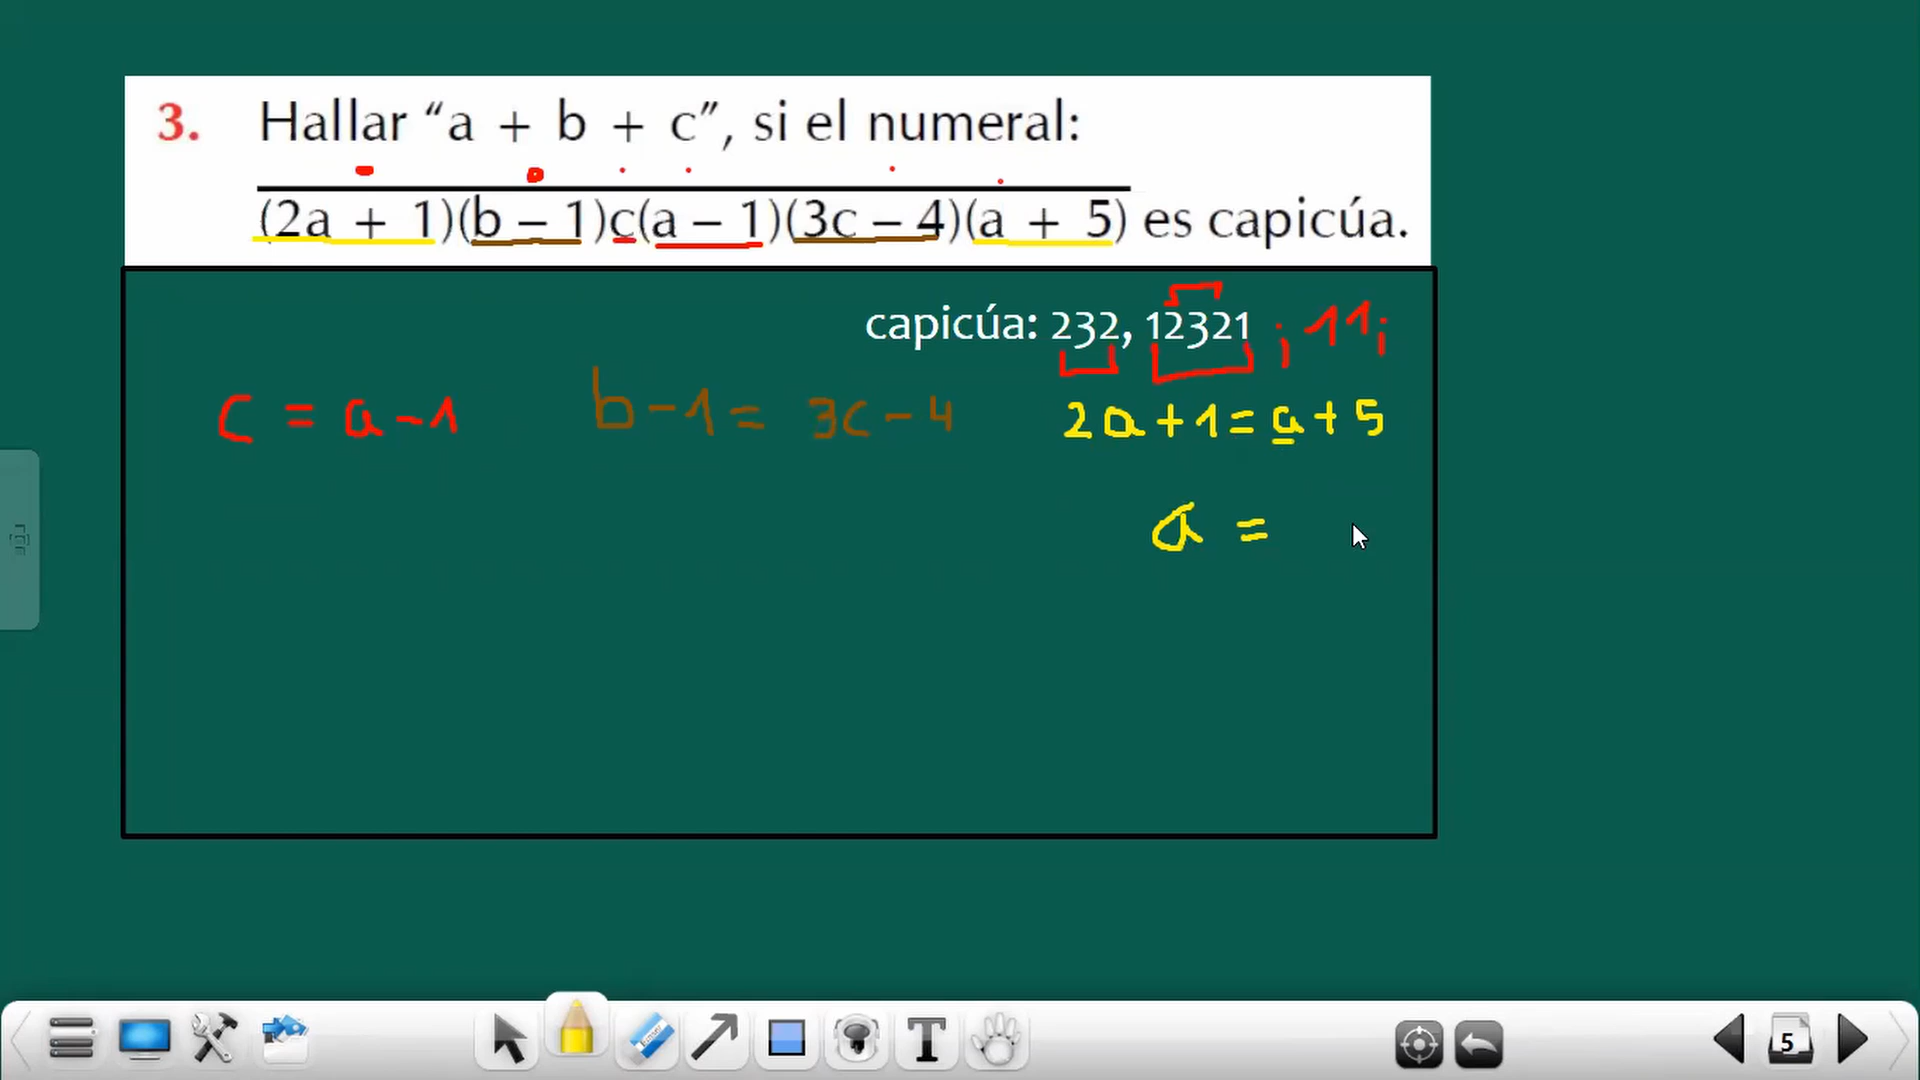 3. Hallar “a + b + c”, si el numeral:
(2a + 1)(b – 1)c(a – 1)(3c – 4)(a + 5) es capicúa.
capicúa: 232, 12321 ; 11;
c = a - 1
b - 1 = 3c - 4
2a + 1 = a + 5
a =
T
5